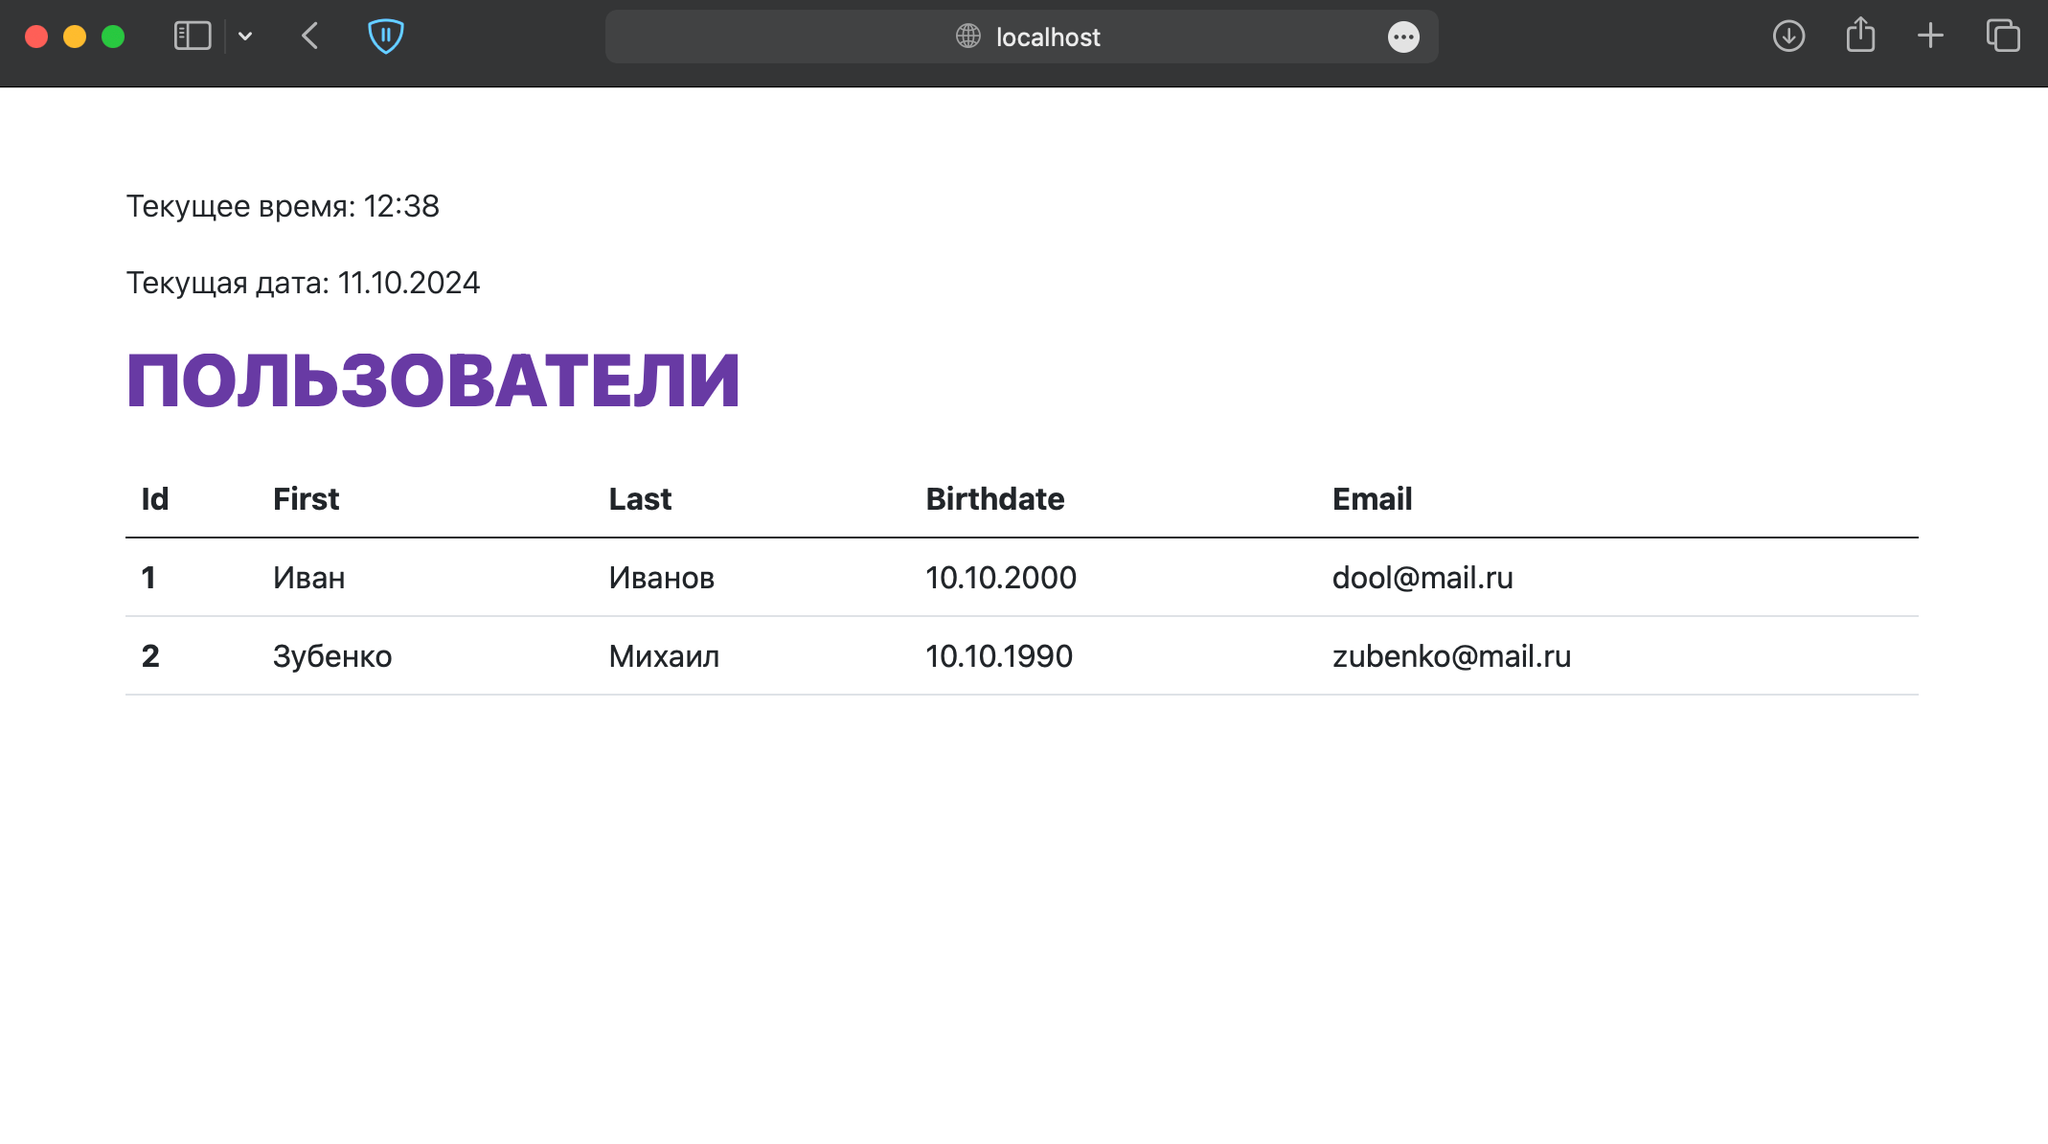 localhost
Текущее время: 12:38
Текущая дата: 11.10.2024
ПОЛЬЗОВАТЕЛИ
Id First Last Birthdate Email
1 Иван Иванов 10.10.2000 dool@mail.ru
2 Зубенко Михаил 10.10.1990 zubenko@mail.ru